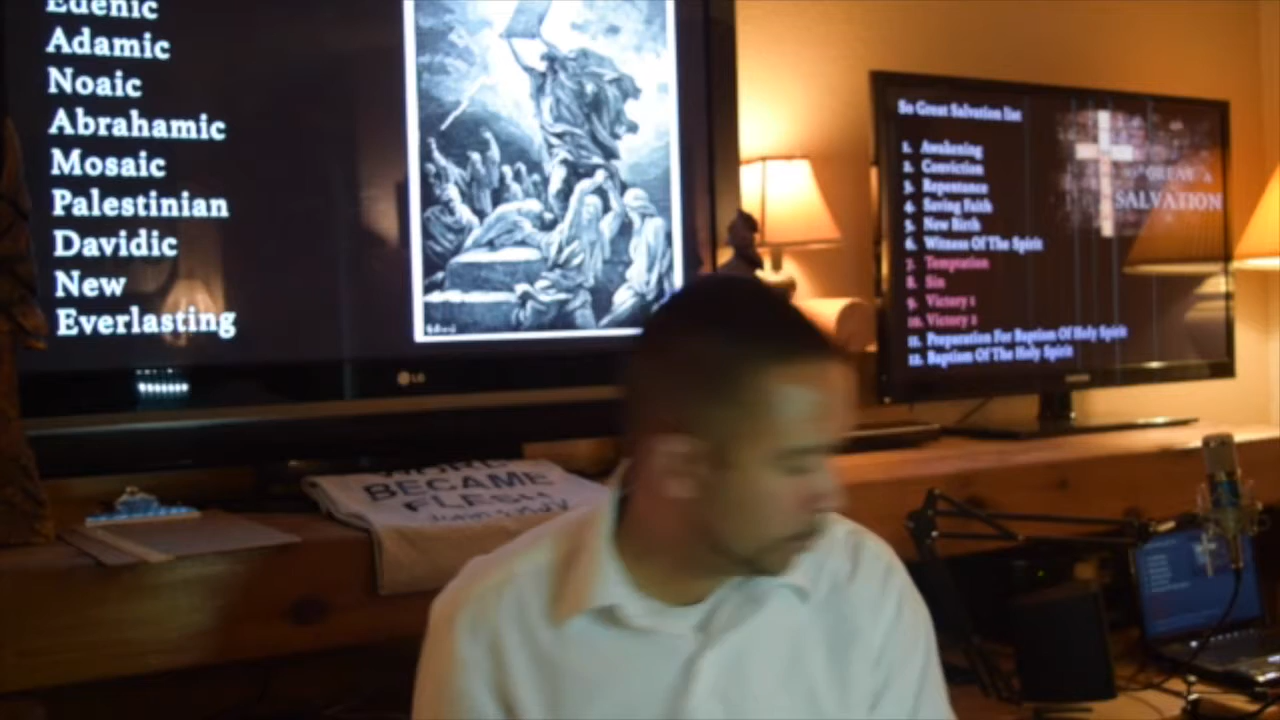 Edenic
Adamic
Noaic
Abrahamic
Mosaic
Palestinian
Davidic
New
Everlasting
LG
So Great Salvation list
1. Awakening
2. Conviction
3. Repentance
4. Saving Faith
5. New Birth
6. Witness Of The Spirit
7. Temptation
8. Sin
9. Victory 1
10. Victory 2
11. Preparation For Baptism Of Holy Spirit
12. Baptism Of The Holy Spirit
GREAT
SALVATION
BECAME
FLESH